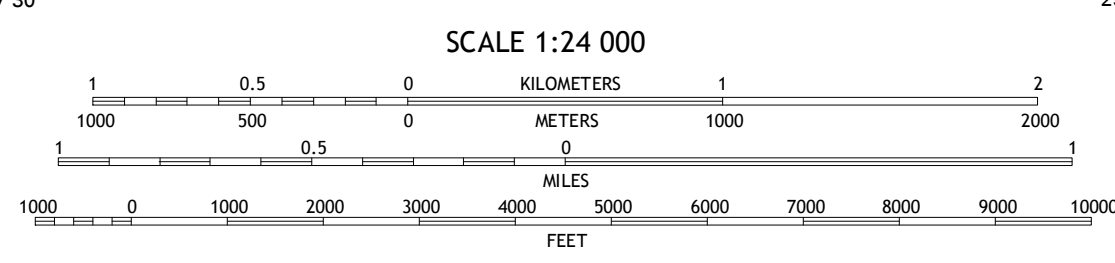 SCALE 1:24 000
1 0.5 0 KILOMETERS 1 2
1000 500 0 METERS 1000 2000
1 0.5 0 1
MILES
1000 0 1000 2000 3000 4000 5000 6000 7000 8000 9000 10000
FEET